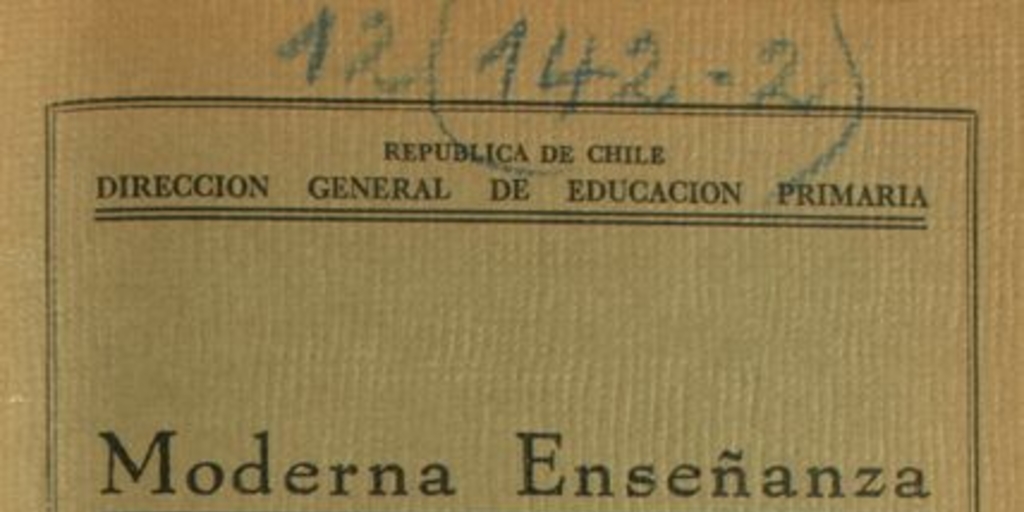 12 (142-2)
REPUBLICA DE CHILE
DIRECCION GENERAL DE EDUCACION PRIMARIA
Moderna Enseñanza